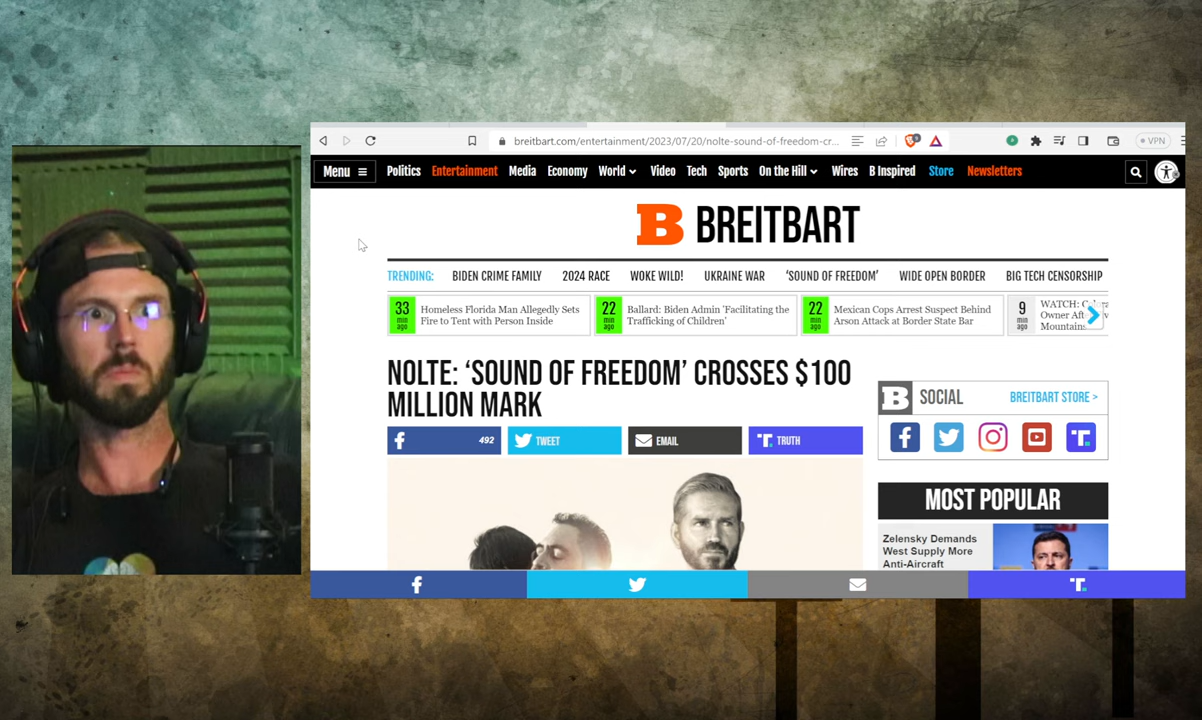 breitbart.com/entertainment/2023/07/20/nolte-sound-of-freedom-cr...
VPN
Menu
Politics Entertainment Media Economy World Video Tech Sports On the Hill Wires B Inspired Store Newsletters
B BREITBART
TRENDING: BIDEN CRIME FAMILY 2024 RACE WOKE WILD! UKRAINE WAR ‘SOUND OF FREEDOM’ WIDE OPEN BORDER BIG TECH CENSORSHIP
33 min ago
Homeless Florida Man Allegedly Sets
Fire to Tent with Person Inside
22 min ago
Ballard: Biden Admin 'Facilitating the
Trafficking of Children'
22 min ago
Mexican Cops Arrest Suspect Behind
Arson Attack at Border State Bar
9 min ago
WATCH:
Owner
Mountains
NOLTE: ‘SOUND OF FREEDOM’ CROSSES $100
MILLION MARK
492
TWEET
EMAIL
TRUTH
B SOCIAL
BREITBART STORE >
MOST POPULAR
Zelensky Demands
West Supply More
Anti-Aircraft